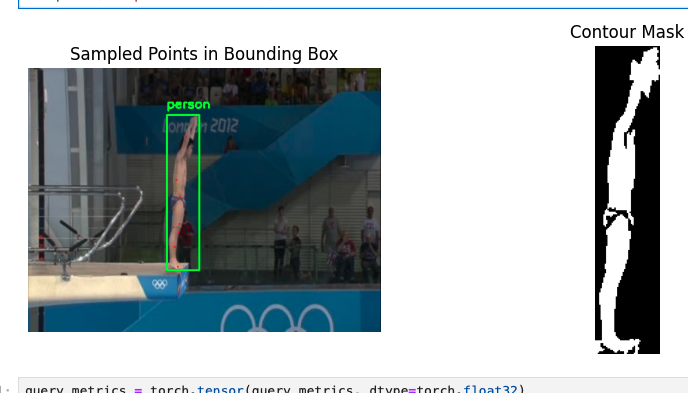 Contour Mask
Sampled Points in Bounding Box
person
London 2012
query_metrics = torch.tensor(query_metrics, dtype=torch.float32)